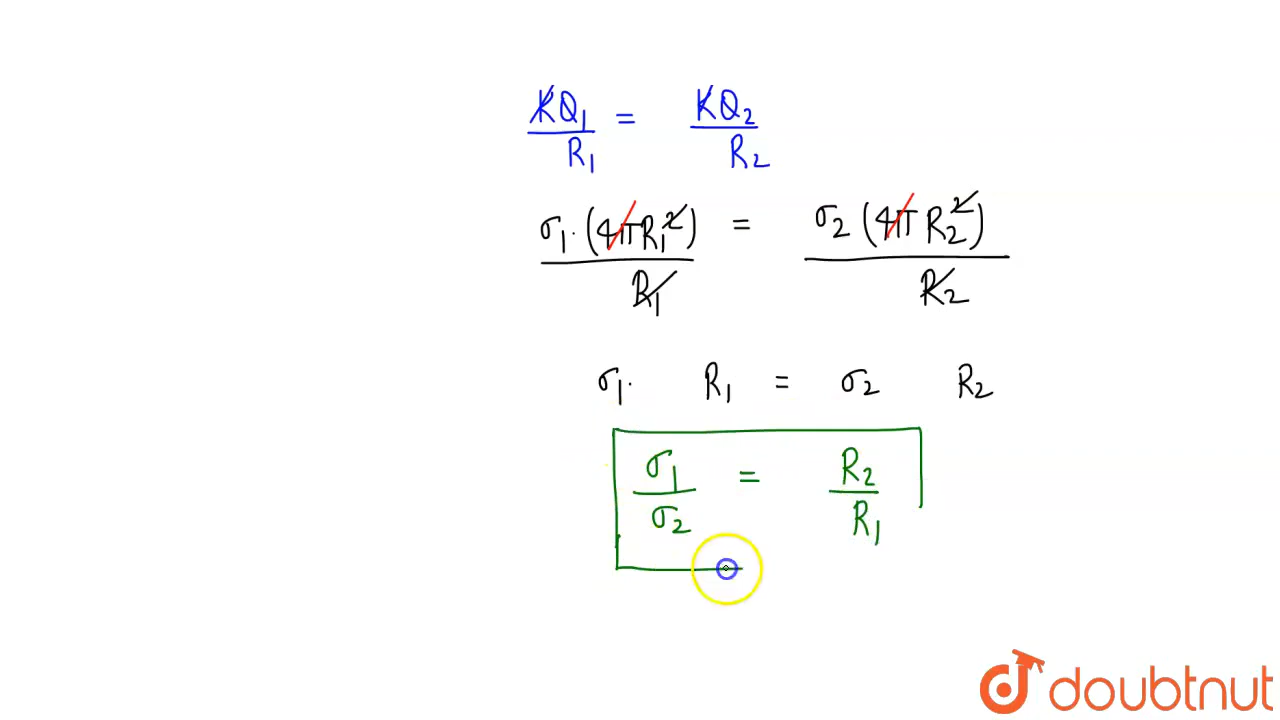 KQ₁/R₁ = KQ₂/R₂
σ₁·(4πR₁²)/R₁ = σ₂(4πR₂²)/R₂
σ₁· R₁ = σ₂ R₂
σ₁/σ₂ = R₂/R₁
doubtnut